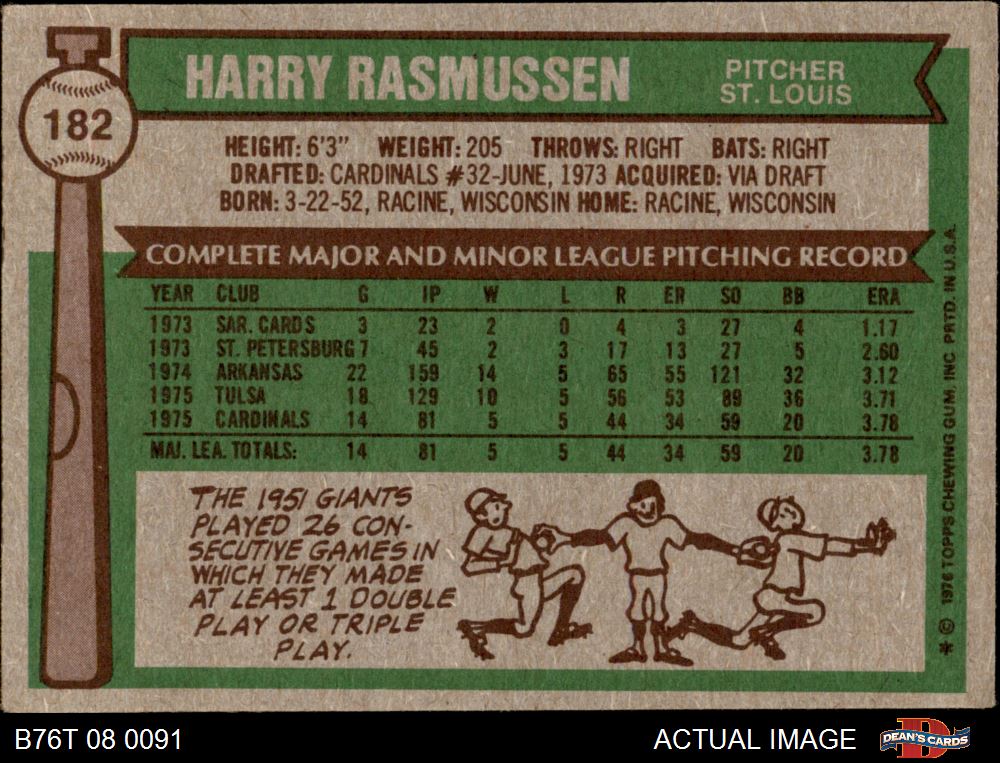 182
HARRY RASMUSSEN
PITCHER
ST. LOUIS
HEIGHT: 6'3" WEIGHT: 205 THROWS: RIGHT BATS: RIGHT
DRAFTED: CARDINALS #32-JUNE, 1973 ACQUIRED: VIA DRAFT
BORN: 3-22-52, RACINE, WISCONSIN HOME: RACINE, WISCONSIN
COMPLETE MAJOR AND MINOR LEAGUE PITCHING RECORD
YEAR CLUB G IP W L R ER SO BB ERA
1973 SAR. CARDS 3 23 2 0 4 3 27 4 1.17
1973 ST. PETERSBURG 7 45 2 3 17 13 27 5 2.60
1974 ARKANSAS 22 159 14 5 65 55 121 32 3.12
1975 TULSA 18 129 10 5 56 53 89 36 3.71
1975 CARDINALS 14 81 5 5 44 34 59 20 3.78
MAJ. LEA. TOTALS: 14 81 5 5 44 34 59 20 3.78
THE 1951 GIANTS
PLAYED 26 CON-
SECUTIVE GAMES IN
WHICH THEY MADE
AT LEAST 1 DOUBLE
PLAY OR TRIPLE
PLAY.
* © 1976 TOPPS CHEWING GUM, INC. PRTD. IN U.S.A.
B76T 08 0091
ACTUAL IMAGE
D
DEAN'S CARDS